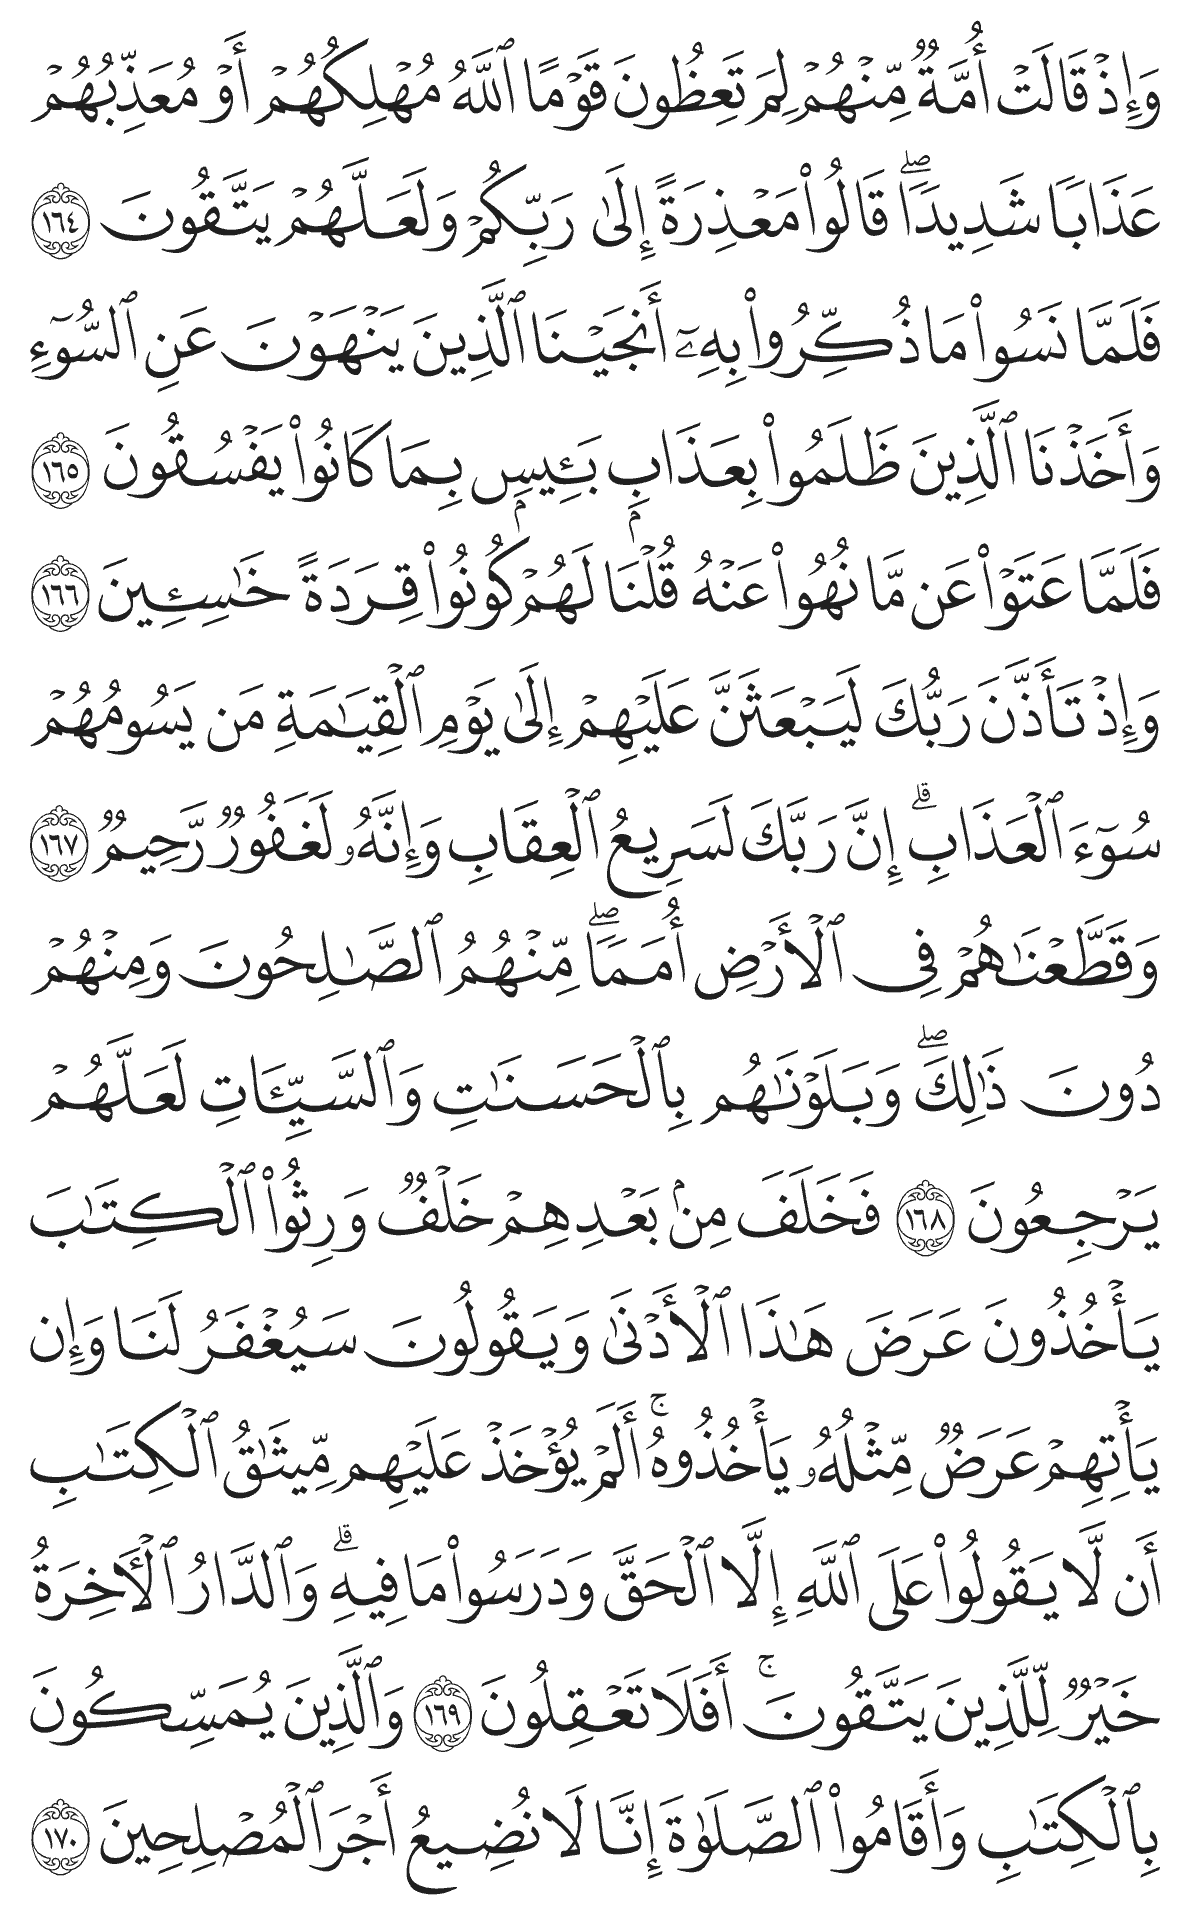 وَإِذۡ قَالَتۡ أُمَّةٞ مِّنۡهُمۡ لِمَ تَعِظُونَ قَوۡمًا ٱللَّهُ مُهۡلِكُهُمۡ أَوۡ مُعَذِّبُهُمۡ
عَذَابٗا شَدِيدٗاۖ قَالُواْ مَعۡذِرَةً إِلَىٰ رَبِّكُمۡ وَلَعَلَّهُمۡ يَتَّقُونَ ١٦٤
فَلَمَّا نَسُواْ مَا ذُكِّرُواْ بِهِۦٓ أَنجَيۡنَا ٱلَّذِينَ يَنۡهَوۡنَ عَنِ ٱلسُّوٓءِ
وَأَخَذۡنَا ٱلَّذِينَ ظَلَمُواْ بِعَذَابِۭ بَـِٔيسِۭ بِمَا كَانُواْ يَفۡسُقُونَ ١٦٥
فَلَمَّا عَتَوۡاْ عَن مَّا نُهُواْ عَنۡهُ قُلۡنَا لَهُمۡ كُونُواْ قِرَدَةً خَٰسِـِٔينَ ١٦٦
وَإِذۡ تَأَذَّنَ رَبُّكَ لَيَبۡعَثَنَّ عَلَيۡهِمۡ إِلَىٰ يَوۡمِ ٱلۡقِيَٰمَةِ مَن يَسُومُهُمۡ
سُوٓءَ ٱلۡعَذَابِۗ إِنَّ رَبَّكَ لَسَرِيعُ ٱلۡعِقَابِ وَإِنَّهُۥ لَغَفُورٞ رَّحِيمٞ ١٦٧
وَقَطَّعۡنَٰهُمۡ فِي ٱلۡأَرۡضِ أُمَمٗاۖ مِّنۡهُمُ ٱلصَّٰلِحُونَ وَمِنۡهُمۡ
دُونَ ذَٰلِكَۖ وَبَلَوۡنَٰهُم بِٱلۡحَسَنَٰتِ وَٱلسَّيِّـَٔاتِ لَعَلَّهُمۡ
يَرۡجِعُونَ ١٦٨ فَخَلَفَ مِنۢ بَعۡدِهِمۡ خَلۡفٞ وَرِثُواْ ٱلۡكِتَٰبَ
يَأۡخُذُونَ عَرَضَ هَٰذَا ٱلۡأَدۡنَىٰ وَيَقُولُونَ سَيُغۡفَرُ لَنَا وَإِن
يَأۡتِهِمۡ عَرَضٞ مِّثۡلُهُۥ يَأۡخُذُوهُۚ أَلَمۡ يُؤۡخَذۡ عَلَيۡهِم مِّيثَٰقُ ٱلۡكِتَٰبِ
أَن لَّا يَقُولُواْ عَلَى ٱللَّهِ إِلَّا ٱلۡحَقَّ وَدَرَسُواْ مَا فِيهِۗ وَٱلدَّارُ ٱلۡأٓخِرَةُ
خَيۡرٞ لِّلَّذِينَ يَتَّقُونَۚ أَفَلَا تَعۡقِلُونَ ١٦٩ وَٱلَّذِينَ يُمَسِّكُونَ
بِٱلۡكِتَٰبِ وَأَقَامُواْ ٱلصَّلَوٰةَ إِنَّا لَا نُضِيعُ أَجۡرَ ٱلۡمُصۡلِحِينَ ١٧٠